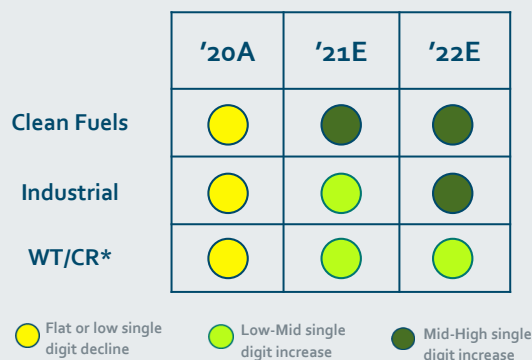 ’20A ’21E ’22E
Clean Fuels
Industrial
WT/CR*
Flat or low single
digit decline
Low-Mid single
digit increase
Mid-High single
digit increase